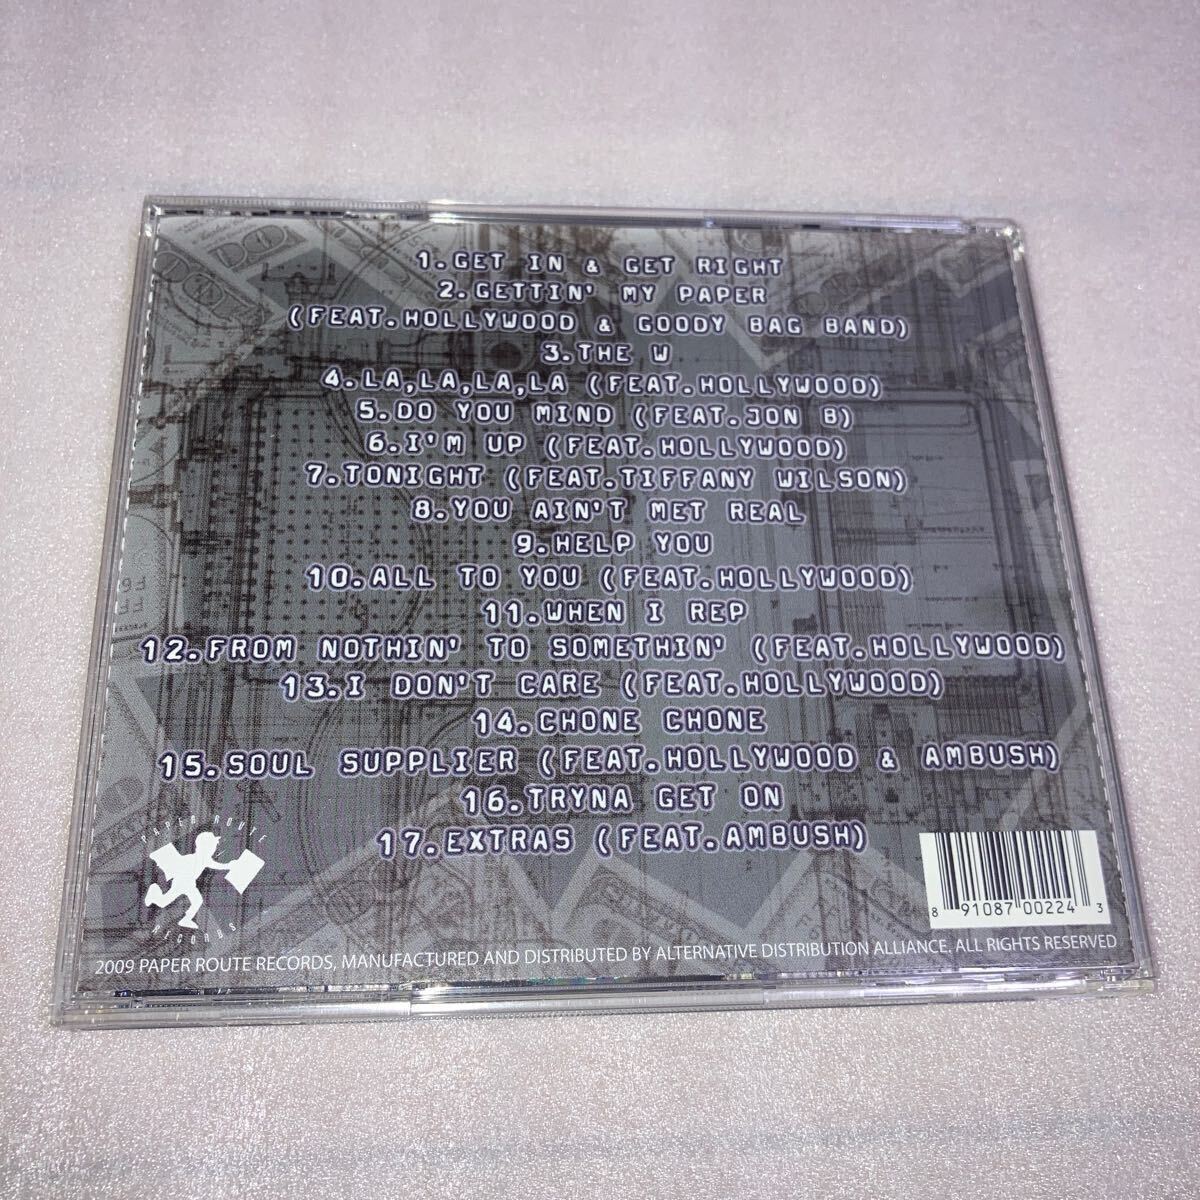 1.GET IN & GET RIGHT
2.GETTIN' MY PAPER
(FEAT.HOLLYWOOD & GOODY BAG BAND)
3.THE W
4.LA,LA,LA,LA (FEAT.HOLLYWOOD)
5.DO YOU MIND (FEAT.JON B)
6.I'M UP (FEAT.HOLLYWOOD)
7.TONIGHT (FEAT.TIFFANY WILSON)
8.YOU AIN'T MET REAL
9.HELP YOU
10.ALL TO YOU (FEAT.HOLLYWOOD)
11.WHEN I REP
12.FROM NOTHIN' TO SOMETHIN' (FEAT.HOLLYWOOD)
13.I DON'T CARE (FEAT.HOLLYWOOD)
14.CHONE CHONE
15.SOUL SUPPLIER (FEAT.HOLLYWOOD & AMBUSH)
16.TRYNA GET ON
17.EXTRAS (FEAT.AMBUSH)
PAPER ROUTE
RECORDS
8 91087 00224 3
2009 PAPER ROUTE RECORDS, MANUFACTURED AND DISTRIBUTED BY ALTERNATIVE DISTRIBUTION ALLIANCE. ALL RIGHTS RESERVED